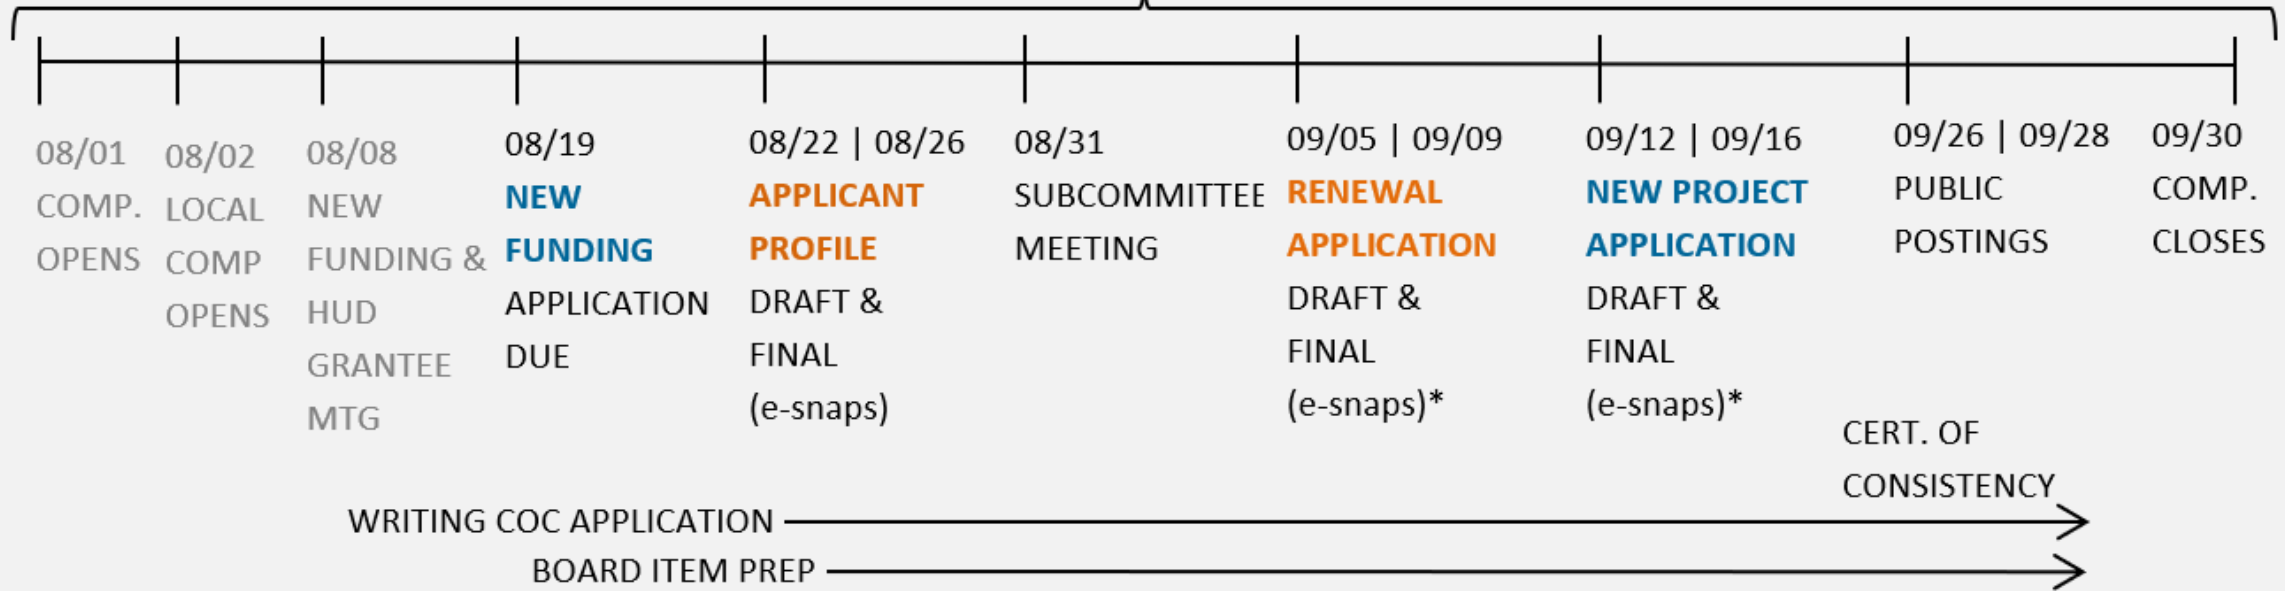 08/01
COMP.
OPENS
08/02
LOCAL
COMP
OPENS
08/08
NEW
FUNDING &
HUD
GRANTEE
MTG
08/19
NEW
FUNDING
APPLICATION
DUE
08/22 | 08/26
APPLICANT
PROFILE
DRAFT &
FINAL
(e-snaps)
08/31
SUBCOMMITTEE
MEETING
09/05 | 09/09
RENEWAL
APPLICATION
DRAFT &
FINAL
(e-snaps)*
09/12 | 09/16
NEW PROJECT
APPLICATION
DRAFT &
FINAL
(e-snaps)*
09/26 | 09/28
PUBLIC
POSTINGS
09/30
COMP.
CLOSES
CERT. OF
CONSISTENCY
WRITING COC APPLICATION
BOARD ITEM PREP